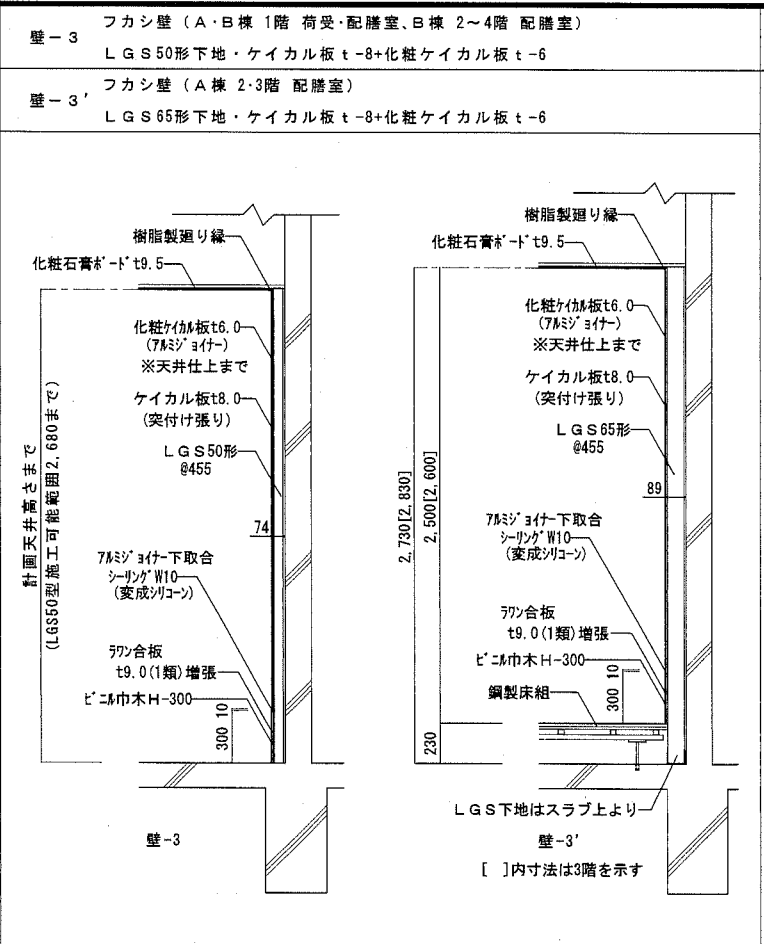 壁-3
フカシ壁 (A・B棟 1階 荷受・配膳室、B棟 2~4階 配膳室)
LGS50形下地・ケイカル板 t-8+化粧ケイカル板 t-6
壁-3'
フカシ壁 (A棟 2・3階 配膳室)
LGS65形下地・ケイカル板 t-8+化粧ケイカル板 t-6
樹脂製廻り縁
化粧石膏ボードt9.5
化粧ケイカル板t6.0
(アルミジョイナー)
※天井仕上まで
ケイカル板t8.0
(突付け張り)
LGS50形
@455
74
計画天井高さまで
(LGS50型施工可能範囲2,680まで)
アルミジョイナー下取合
シーリングW10
(変成シリコーン)
ラワン合板
t9.0(1類)増張
ビニル巾木H-300
300 10
壁-3
樹脂製廻り縁
化粧石膏ボードt9.5
化粧ケイカル板t6.0
(アルミジョイナー)
※天井仕上まで
ケイカル板t8.0
(突付け張り)
LGS65形
@455
89
2,730[2,830]
2,500[2,600]
アルミジョイナー下取合
シーリングW10
(変成シリコーン)
ラワン合板
t9.0(1類)増張
ビニル巾木H-300
鋼製床組
300 10
230
LGS下地はスラブ上より
壁-3'
[ ]内寸法は3階を示す